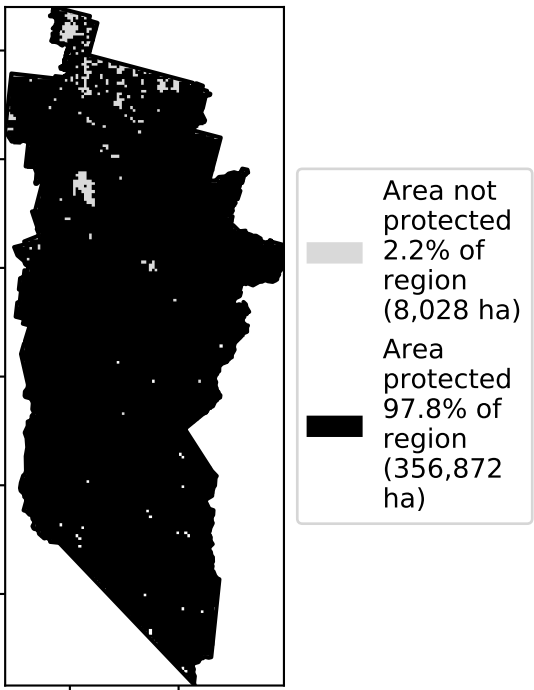 Area not
protected
2.2% of
region
(8,028 ha)
Area
protected
97.8% of
region
(356,872
ha)